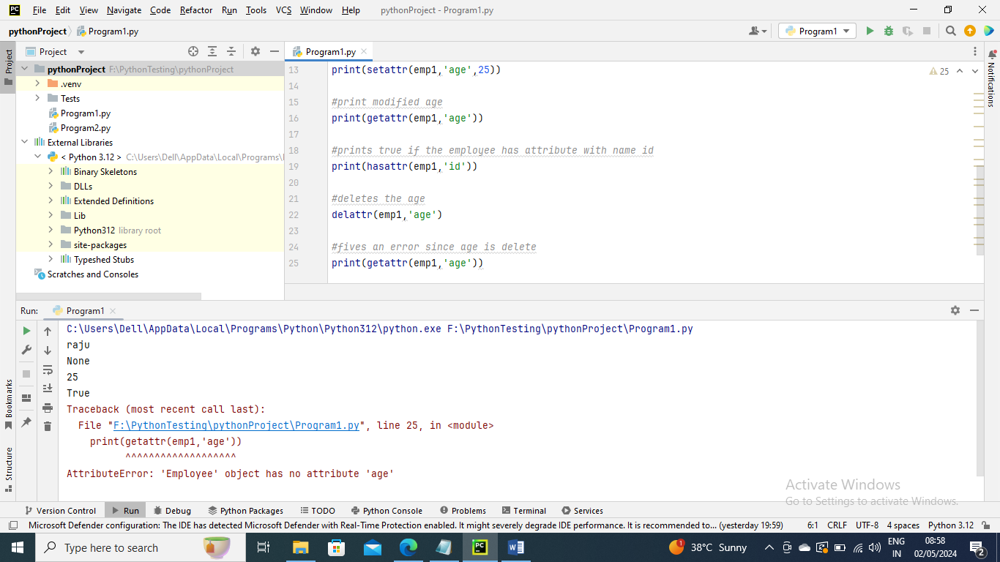 PC File Edit View Navigate Code Refactor Run Tools VCS Window Help pythonProject - Program1.py
pythonProject Program1.py
Program1
Project
Project
Program1.py
pythonProject F:\PythonTesting\pythonProject
.venv
Tests
Program1.py
Program2.py
External Libraries
< Python 3.12 > C:\Users\Dell\AppData\Local\Programs\
Binary Skeletons
DLLs
Extended Definitions
Lib
Python312 library root
site-packages
Typeshed Stubs
Scratches and Consoles
13 print(setattr(emp1,'age',25))
14
15 #print modified age
16 print(getattr(emp1,'age'))
17
18 #prints true if the employee has attribute with name id
19 print(hasattr(emp1,'id'))
20
21 #deletes the age
22 delattr(emp1,'age')
23
24 #fives an error since age is delete
25 print(getattr(emp1,'age'))
25
Notifications
Run: Program1
C:\Users\Dell\AppData\Local\Programs\Python\Python312\python.exe F:\PythonTesting\pythonProject\Program1.py
raju
None
25
True
Traceback (most recent call last):
File "F:\PythonTesting\pythonProject\Program1.py", line 25, in <module>
print(getattr(emp1,'age'))
^^^^^^^^^^^^^^^^^^^
AttributeError: 'Employee' object has no attribute 'age'
Bookmarks
Structure
Activate Windows
Go to Settings to activate Windows.
Version Control Run Debug Python Packages TODO Python Console Problems Terminal Services
Microsoft Defender configuration: The IDE has detected Microsoft Defender with Real-Time Protection enabled. It might severely degrade IDE performance. It is recommended to... (yesterday 19:59) 6:1 CRLF UTF-8 4 spaces Python 3.12
Type here to search
PC
W
1
38°C Sunny
ENG
IN
08:58
02/05/2024
2